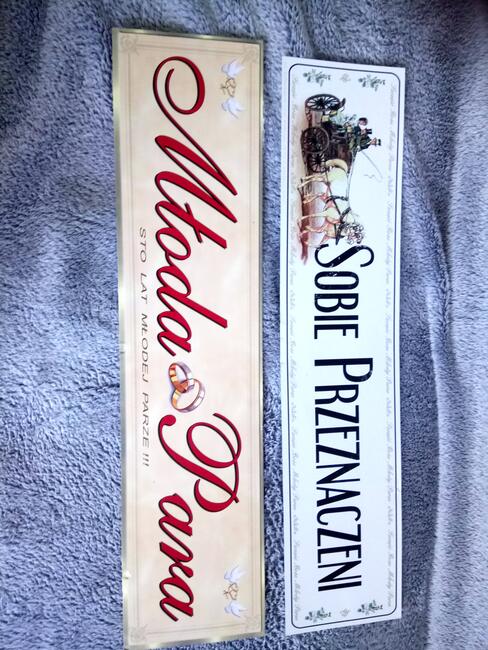 Młoda Para
STO LAT MŁODEJ PARZE !!!
SOBIE PRZEZNACZENI